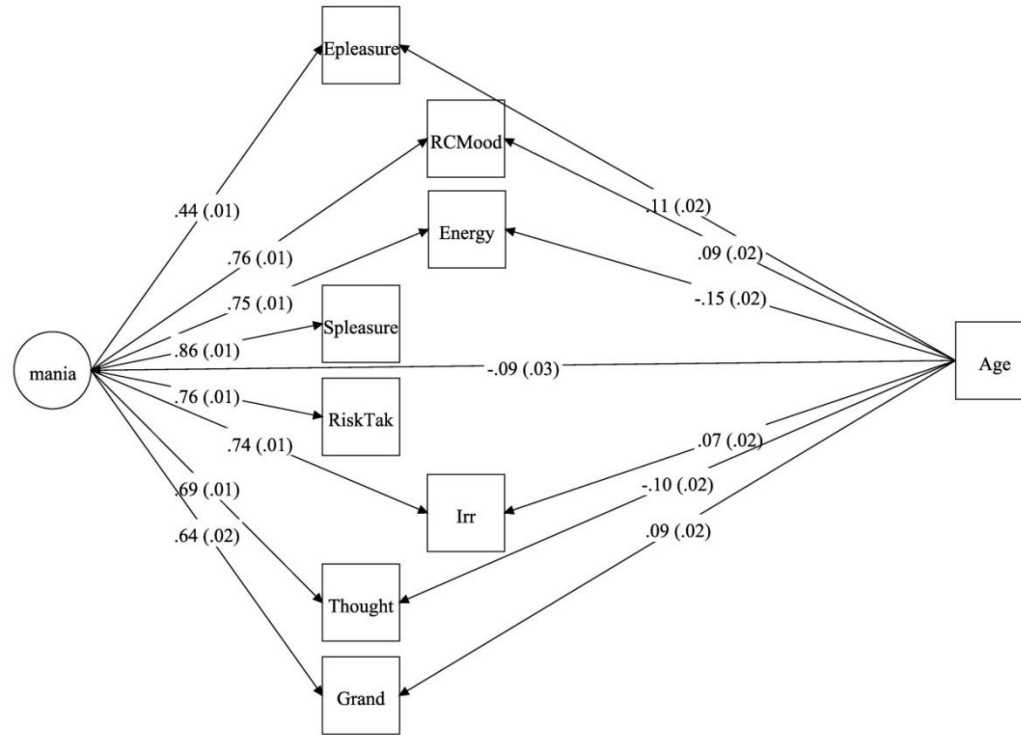 Epleasure
RCMood
.11 (.02)
.44 (.01)
Energy
.09 (.02)
.76 (.01)
-.15 (.02)
.75 (.01)
Spleasure
.86 (.01)
mania
-.09 (.03)
Age
.76 (.01)
RiskTak
.74 (.01)
.07 (.02)
.69 (.01)
-.10 (.02)
Irr
.64 (.02)
.09 (.02)
Thought
Grand